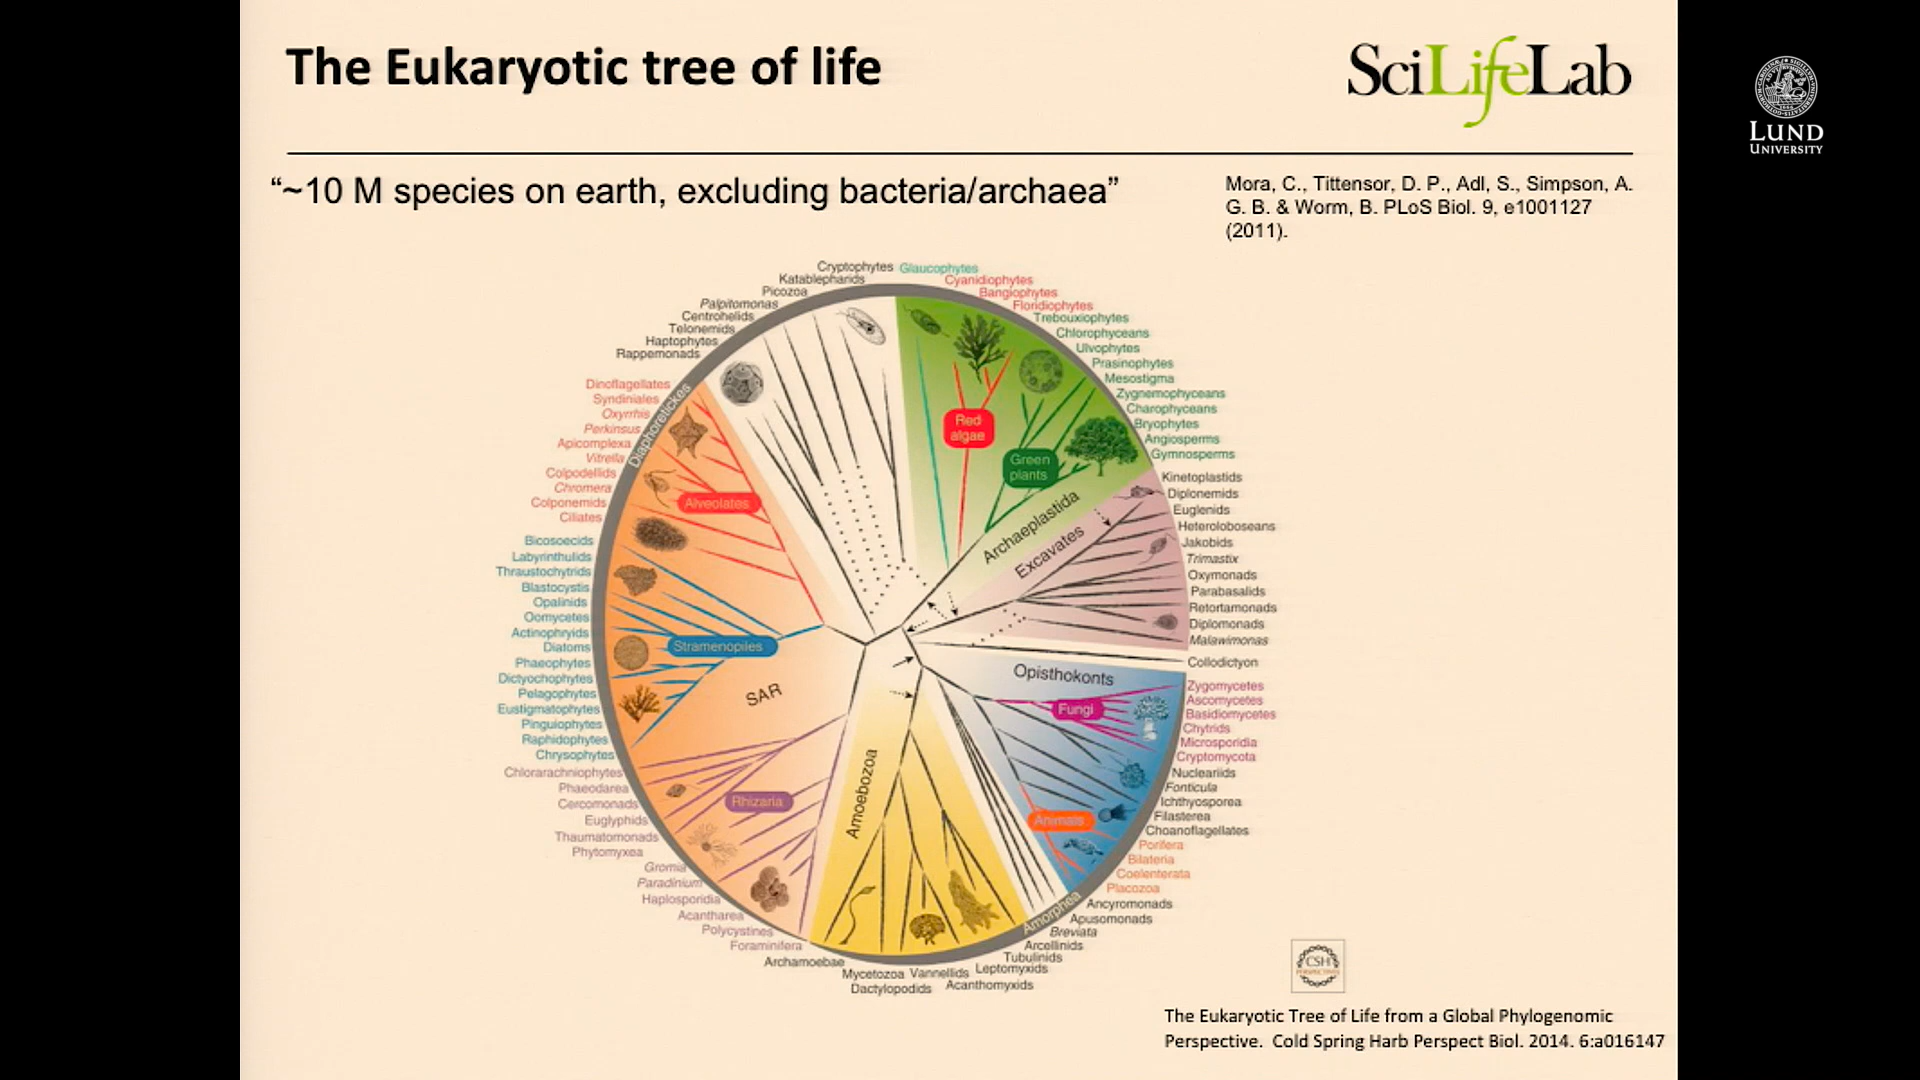 The Eukaryotic tree of life
SciLifeLab
LUND
UNIVERSITY
“~10 M species on earth, excluding bacteria/archaea”
Mora, C., Tittensor, D. P., Adl, S., Simpson, A.
G. B. & Worm, B. PLoS Biol. 9, e1001127
(2011).
Cryptophytes
Katablepharids
Picozoa
Palpitomonas
Centrohelids
Telonemids
Haptophytes
Rappemonads
Glaucophytes
Cyanidiophytes
Bangiophytes
Floridiophytes
Trebouxiophytes
Chlorophyceans
Ulvophytes
Prasinophytes
Mesostigma
Zygnemophyceans
Charophyceans
Bryophytes
Angiosperms
Gymnosperms
Kinetoplastids
Diplonemids
Euglenids
Heteroloboseans
Jakobids
Trimastix
Oxymonads
Parabasalids
Retortamonads
Diplomonads
Malawimonas
Collodictyon
Zygomycetes
Ascomycetes
Basidiomycetes
Chytrids
Microsporidia
Cryptomycota
Nucleariids
Fonticula
Ichthyosporea
Filasterea
Choanoflagellates
Porifera
Bilateria
Coelenterata
Placozoa
Ancyromonads
Apusomonads
Breviata
Arcellinids
Tubulinids
Leptomyxids
Acanthomyxids
Vannellids
Dactylopodids
Mycetozoa
Archamoebae
Dinoflagellates
Syndiniales
Oxyrrhis
Perkinsus
Apicomplexa
Vitrella
Colpodellids
Chromera
Colponemids
Ciliates
Bicosoecids
Labyrinthulids
Thraustochytrids
Blastocystis
Opalinids
Oomycetes
Actinophryids
Diatoms
Phaeophytes
Dictyochophytes
Pelagophytes
Eustigmatophytes
Pinguiophytes
Raphidophytes
Chrysophytes
Chlorarachniophytes
Phaeodarea
Cercomonads
Euglyphids
Thaumatomonads
Phytomyxea
Gromia
Paradinium
Haplosporidia
Acantharea
Polycystines
Foraminifera
Diaphoretickes
Red
algae
Green
plants
Archaeplastida
Excavates
Alveolates
Stramenopiles
SAR
Rhizaria
Amoebozoa
Opisthokonts
Fungi
Animals
Amorphea
CSH
PERSPECTIVES
The Eukaryotic Tree of Life from a Global Phylogenomic
Perspective. Cold Spring Harb Perspect Biol. 2014. 6:a016147